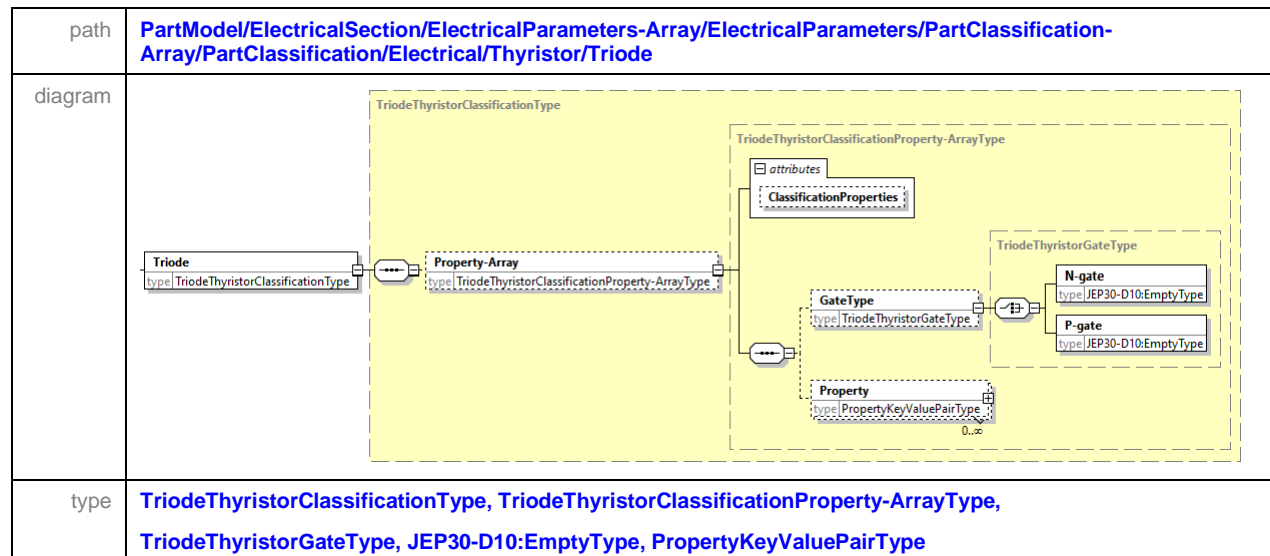 path
PartModel/ElectricalSection/ElectricalParameters-Array/ElectricalParameters/PartClassification-
Array/PartClassification/Electrical/Thyristor/Triode
diagram
TriodeThyristorClassificationType
TriodeThyristorClassificationProperty-ArrayType
attributes
ClassificationProperties
TriodeThyristorGateType
Triode
type TriodeThyristorClassificationType
Property-Array
type TriodeThyristorClassificationProperty-ArrayType
GateType
type TriodeThyristorGateType
N-gate
type JEP30-D10:EmptyType
P-gate
type JEP30-D10:EmptyType
Property
type PropertyKeyValuePairType
0..∞
type
TriodeThyristorClassificationType, TriodeThyristorClassificationProperty-ArrayType,
TriodeThyristorGateType, JEP30-D10:EmptyType, PropertyKeyValuePairType